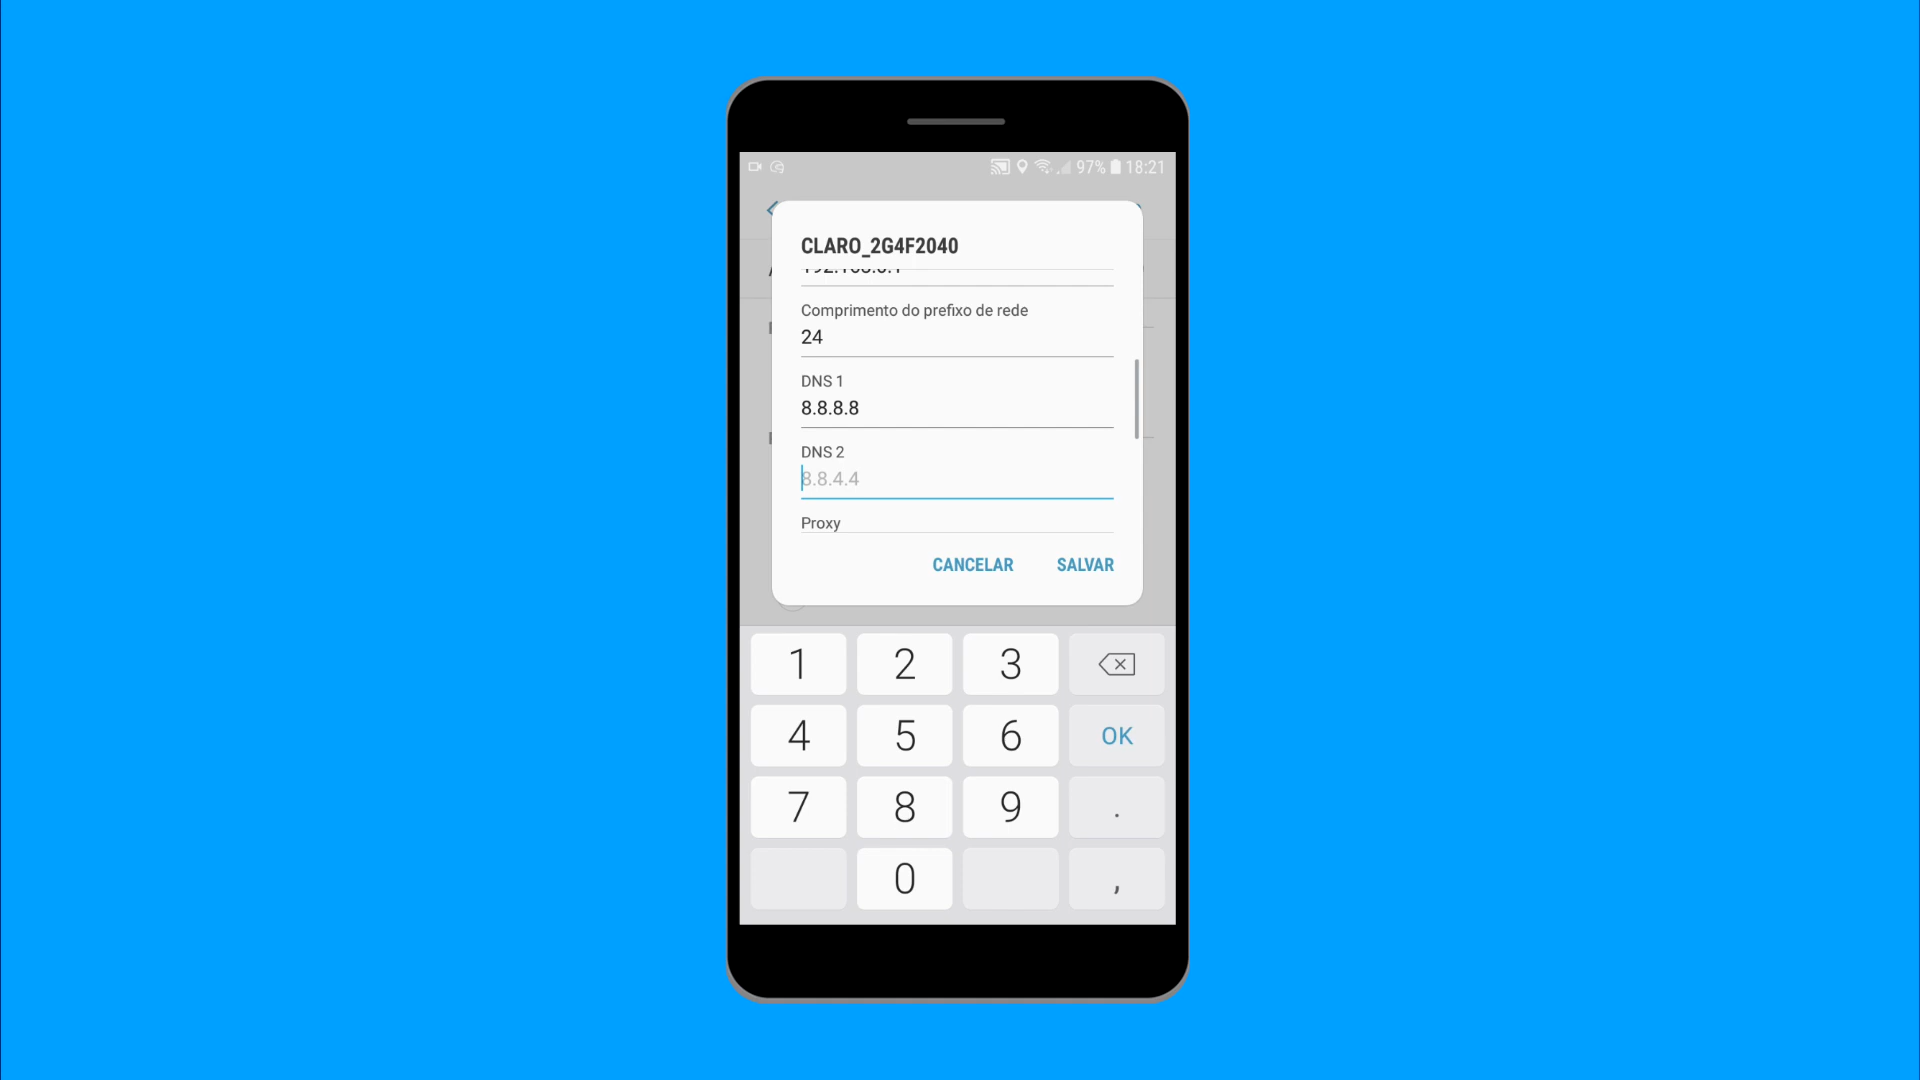 97% 18:21
CLARO_2G4F2040
Comprimento do prefixo de rede
24
DNS 1
8.8.8.8
DNS 2
8.8.4.4
Proxy
CANCELAR SALVAR
1 2 3
4 5 6 OK
7 8 9 .
0 ,